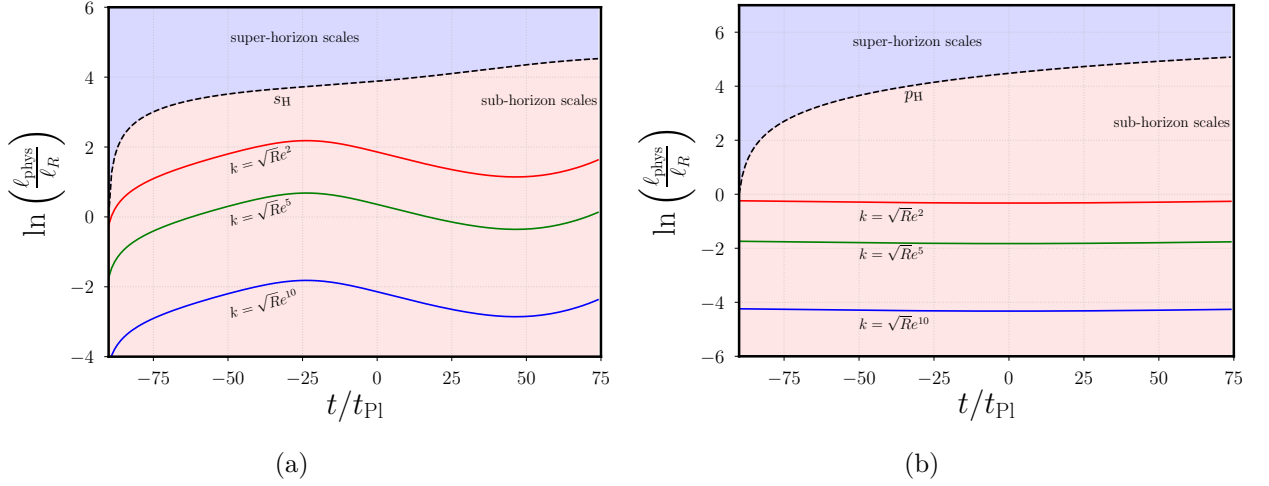 6
4
2
0
−2
−4
super-horizon scales
s_H
sub-horizon scales
k = √R e^2
k = √R e^5
k = √R e^10
ln (ℓ_phys / ℓ_R)
−75 −50 −25 0 25 50 75
t/t_Pl
(a)
6
4
2
0
−2
−4
−6
super-horizon scales
p_H
sub-horizon scales
k = √R e^2
k = √R e^5
k = √R e^10
ln (ℓ_phys / ℓ_R)
−75 −50 −25 0 25 50 75
t/t_Pl
(b)